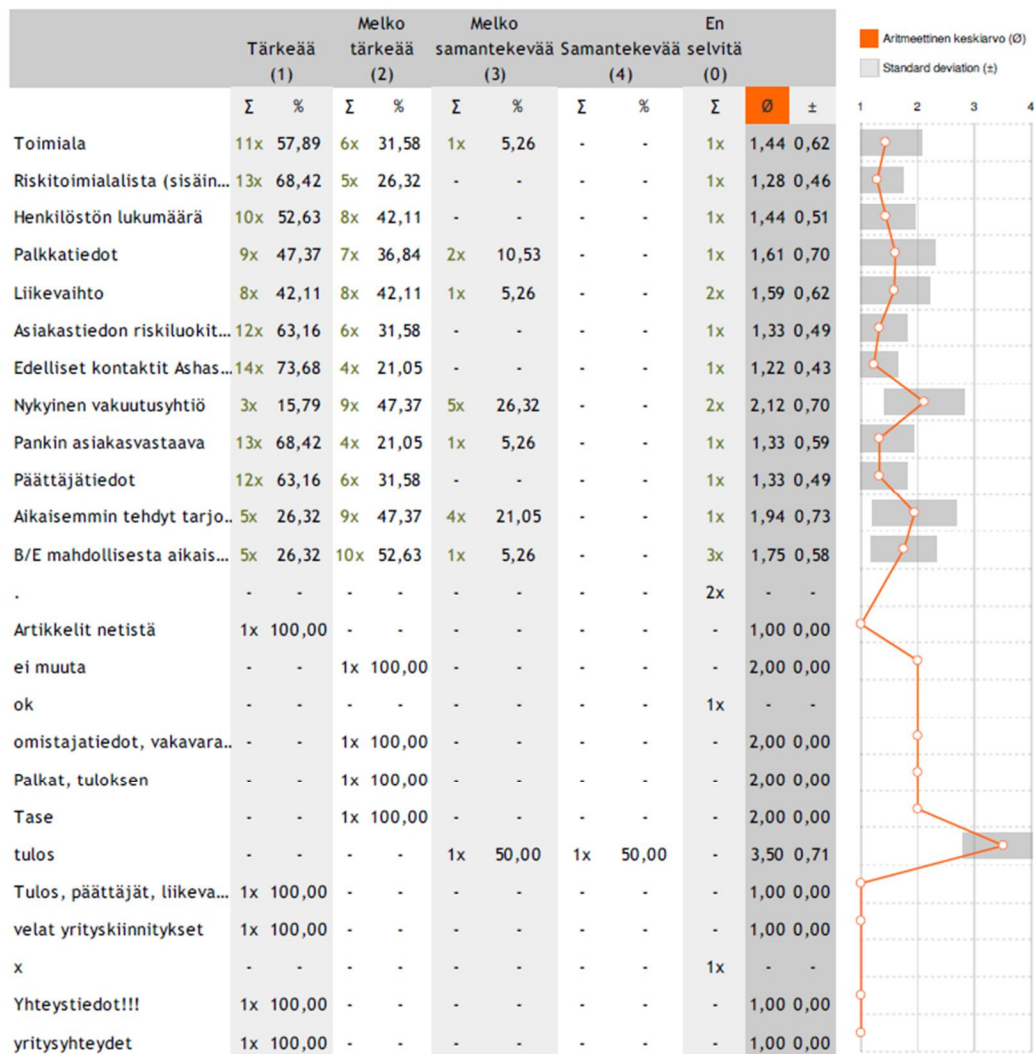 Tärkeää (1) Melko tärkeää (2) Melko samantekevää (3) Samantekevää (4) En selvitä (0)
Aritmeettinen keskiarvo (Ø)
Standard deviation (±)
Σ % Σ % Σ % Σ % Σ Ø ± 1 2 3 4
Toimiala 11x 57,89 6x 31,58 1x 5,26 - - 1x 1,44 0,62
Riskitoimialalista (sisäin... 13x 68,42 5x 26,32 - - - - 1x 1,28 0,46
Henkilöstön lukumäärä 10x 52,63 8x 42,11 - - - - 1x 1,44 0,51
Palkkatiedot 9x 47,37 7x 36,84 2x 10,53 - - 1x 1,61 0,70
Liikevaihto 8x 42,11 8x 42,11 1x 5,26 - - 2x 1,59 0,62
Asiakastiedon riskiluokit... 12x 63,16 6x 31,58 - - - - 1x 1,33 0,49
Edelliset kontaktit Ashas... 14x 73,68 4x 21,05 - - - - 1x 1,22 0,43
Nykyinen vakuutusyhtiö 3x 15,79 9x 47,37 5x 26,32 - - 2x 2,12 0,70
Pankin asiakasvastaava 13x 68,42 4x 21,05 1x 5,26 - - 1x 1,33 0,59
Päättäjätiedot 12x 63,16 6x 31,58 - - - - 1x 1,33 0,49
Aikaisemmin tehdyt tarjo.. 5x 26,32 9x 47,37 4x 21,05 - - 1x 1,94 0,73
B/E mahdollisesta aikais... 5x 26,32 10x 52,63 1x 5,26 - - 3x 1,75 0,58
. - - - - - - - - 2x - -
Artikkelit netistä 1x 100,00 - - - - - - - 1,00 0,00
ei muuta - - 1x 100,00 - - - - - 2,00 0,00
ok - - - - - - - - 1x - -
omistajatiedot, vakavara.. - - 1x 100,00 - - - - - 2,00 0,00
Palkat, tuloksen - - 1x 100,00 - - - - - 2,00 0,00
Tase - - 1x 100,00 - - - - - 2,00 0,00
tulos - - - - 1x 50,00 1x 50,00 - 3,50 0,71
Tulos, päättäjät, liikeva... 1x 100,00 - - - - - - - 1,00 0,00
velat yrityskiinnitykset 1x 100,00 - - - - - - - 1,00 0,00
x - - - - - - - - 1x - -
Yhteystiedot!!! 1x 100,00 - - - - - - - 1,00 0,00
yritysyhteydet 1x 100,00 - - - - - - - 1,00 0,00